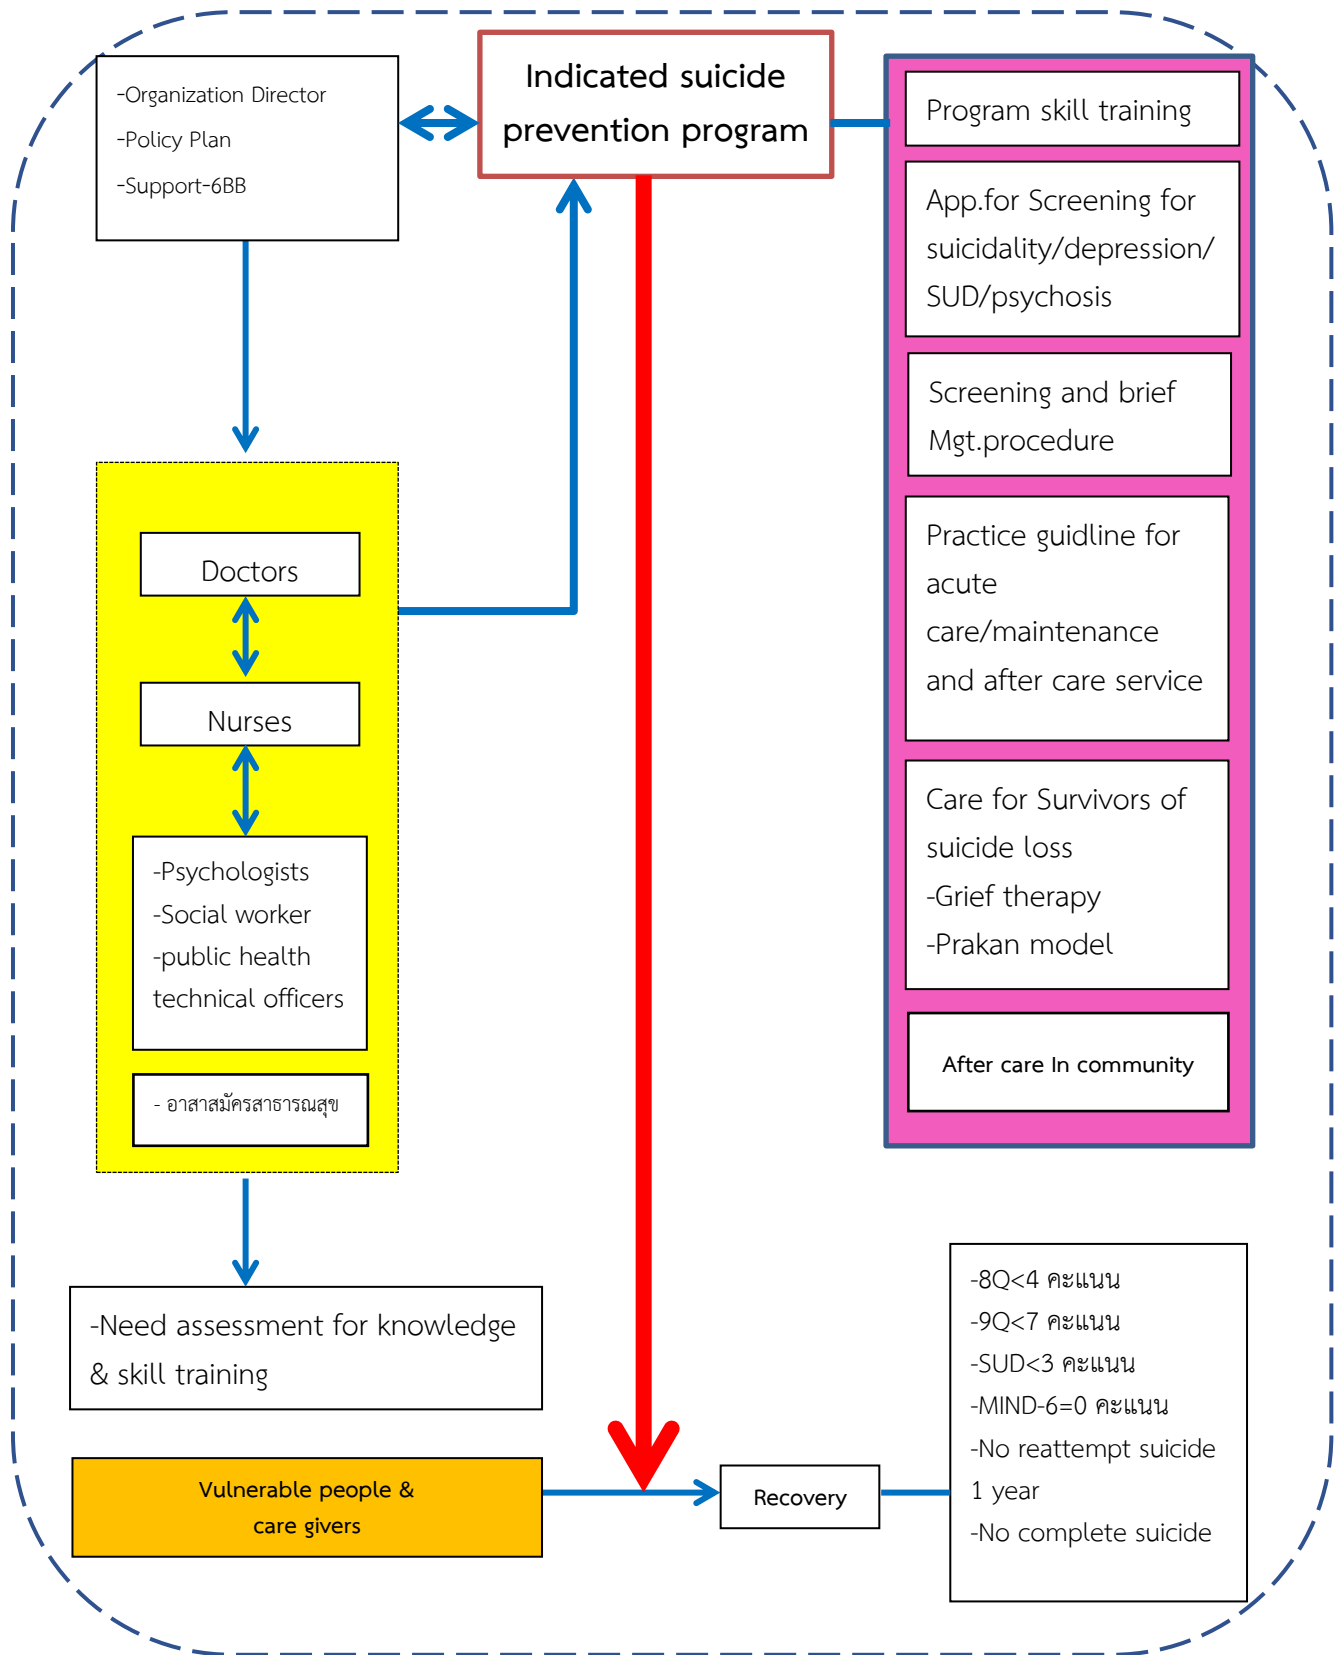 -Organization Director
-Policy Plan
-Support-6BB
Indicated suicide
prevention program
Program skill training
App.for Screening for
suicidality/depression/
SUD/psychosis
Screening and brief
Mgt.procedure
Practice guidline for
acute
care/maintenance
and after care service
Care for Survivors of
suicide loss
-Grief therapy
-Prakan model
After care In community
Doctors
Nurses
-Psychologists
-Social worker
-public health
technical officers
- อาสาสมัครสาธารณสุข
-Need assessment for knowledge
& skill training
Vulnerable people &
care givers
Recovery
-8Q<4 คะแนน
-9Q<7 คะแนน
-SUD<3 คะแนน
-MIND-6=0 คะแนน
-No reattempt suicide
1 year
-No complete suicide